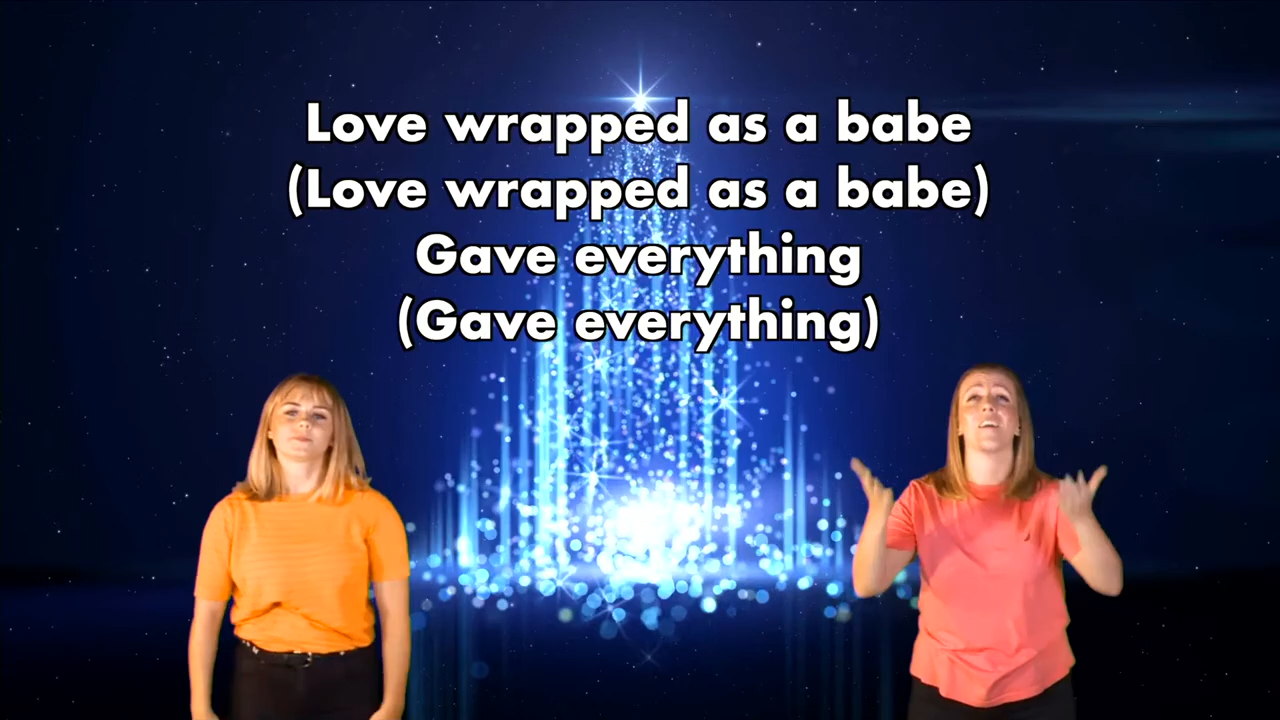 Love wrapped as a babe
(Love wrapped as a babe)
Gave everything
(Gave everything)